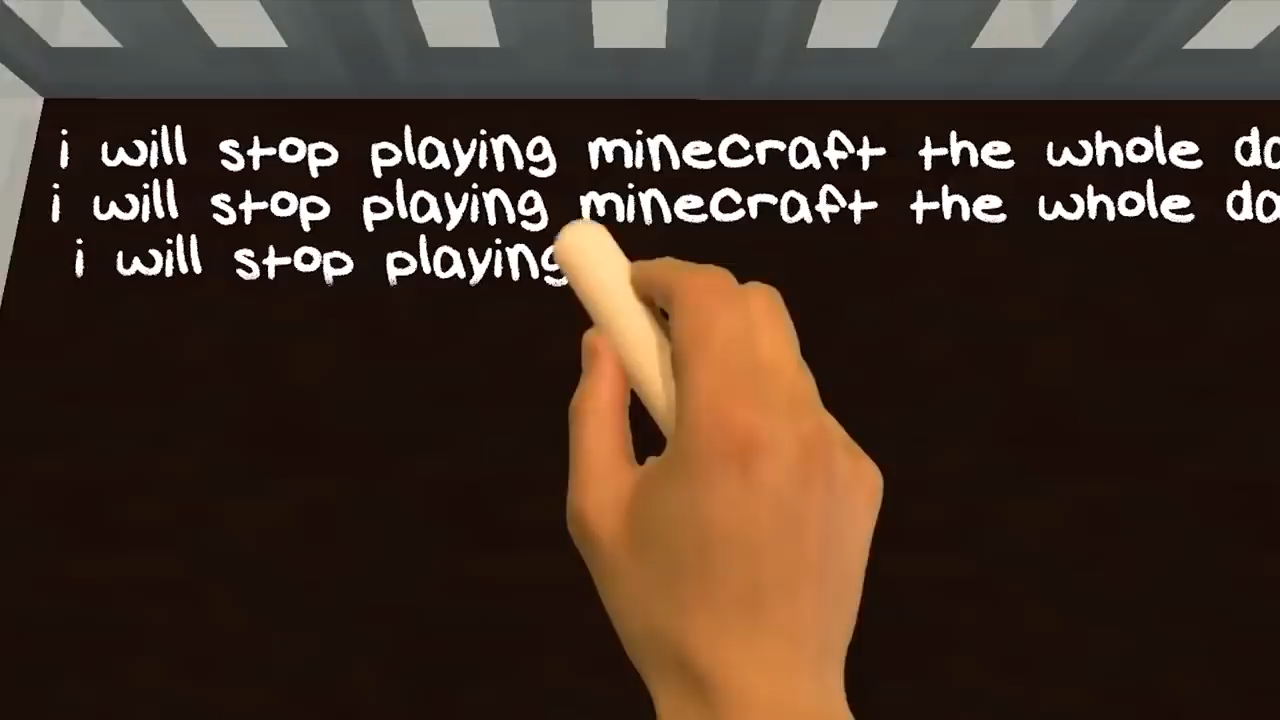 i will stop playing minecraft the whole da
i will stop playing minecraft the whole da
i will stop playing